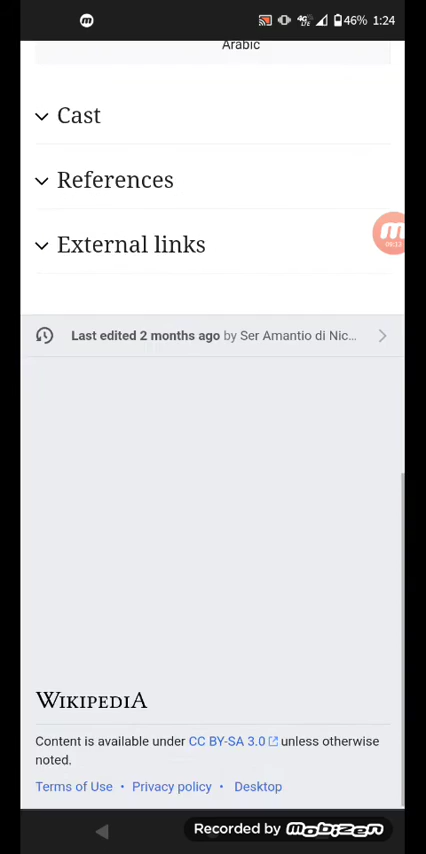 46% 1:24
Arabic
Cast
References
09:12
External links
Last edited 2 months ago by Ser Amantio di Nic...
WIKIPEDIA
Content is available under CC BY-SA 3.0 unless otherwise
noted.
Terms of Use • Privacy policy • Desktop
Recorded by mobizen